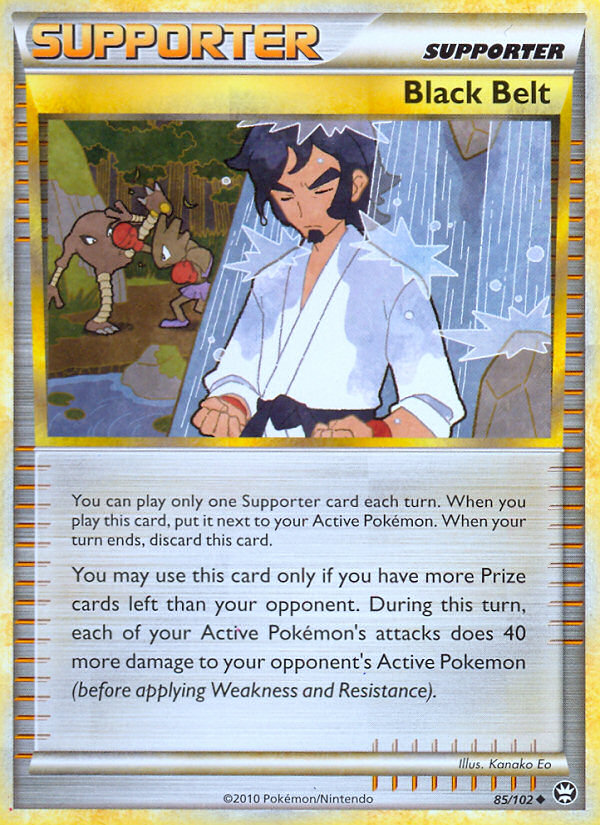 SUPPORTER
SUPPORTER
Black Belt
You can play only one Supporter card each turn. When you
play this card, put it next to your Active Pokémon. When your
turn ends, discard this card.
You may use this card only if you have more Prize
cards left than your opponent. During this turn,
each of your Active Pokémon's attacks does 40
more damage to your opponent's Active Pokemon
(before applying Weakness and Resistance).
Illus. Kanako Eo
©2010 Pokémon/Nintendo
85/102